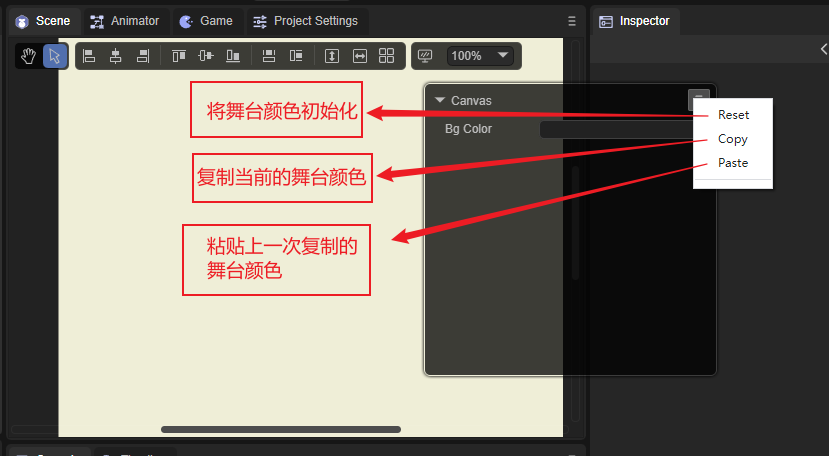 Scene
Animator
Game
Project Settings
Inspector
100%
将舞台颜色初始化
Canvas
Bg Color
Reset
Copy
Paste
复制当前的舞台颜色
粘贴上一次复制的
舞台颜色